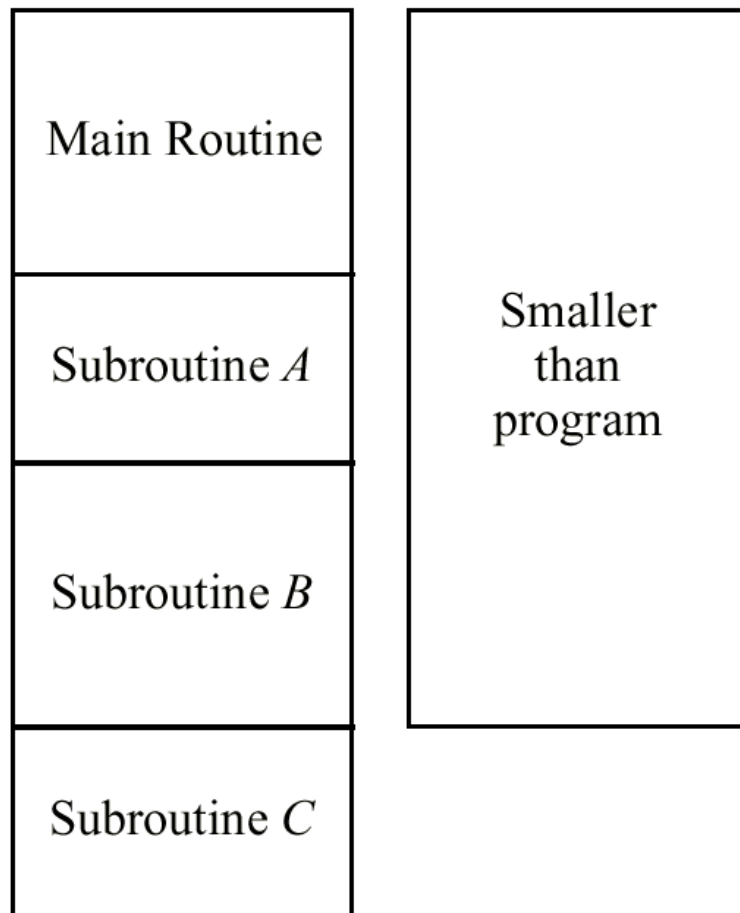 Main Routine
Subroutine A
Subroutine B
Subroutine C
Smaller
than
program